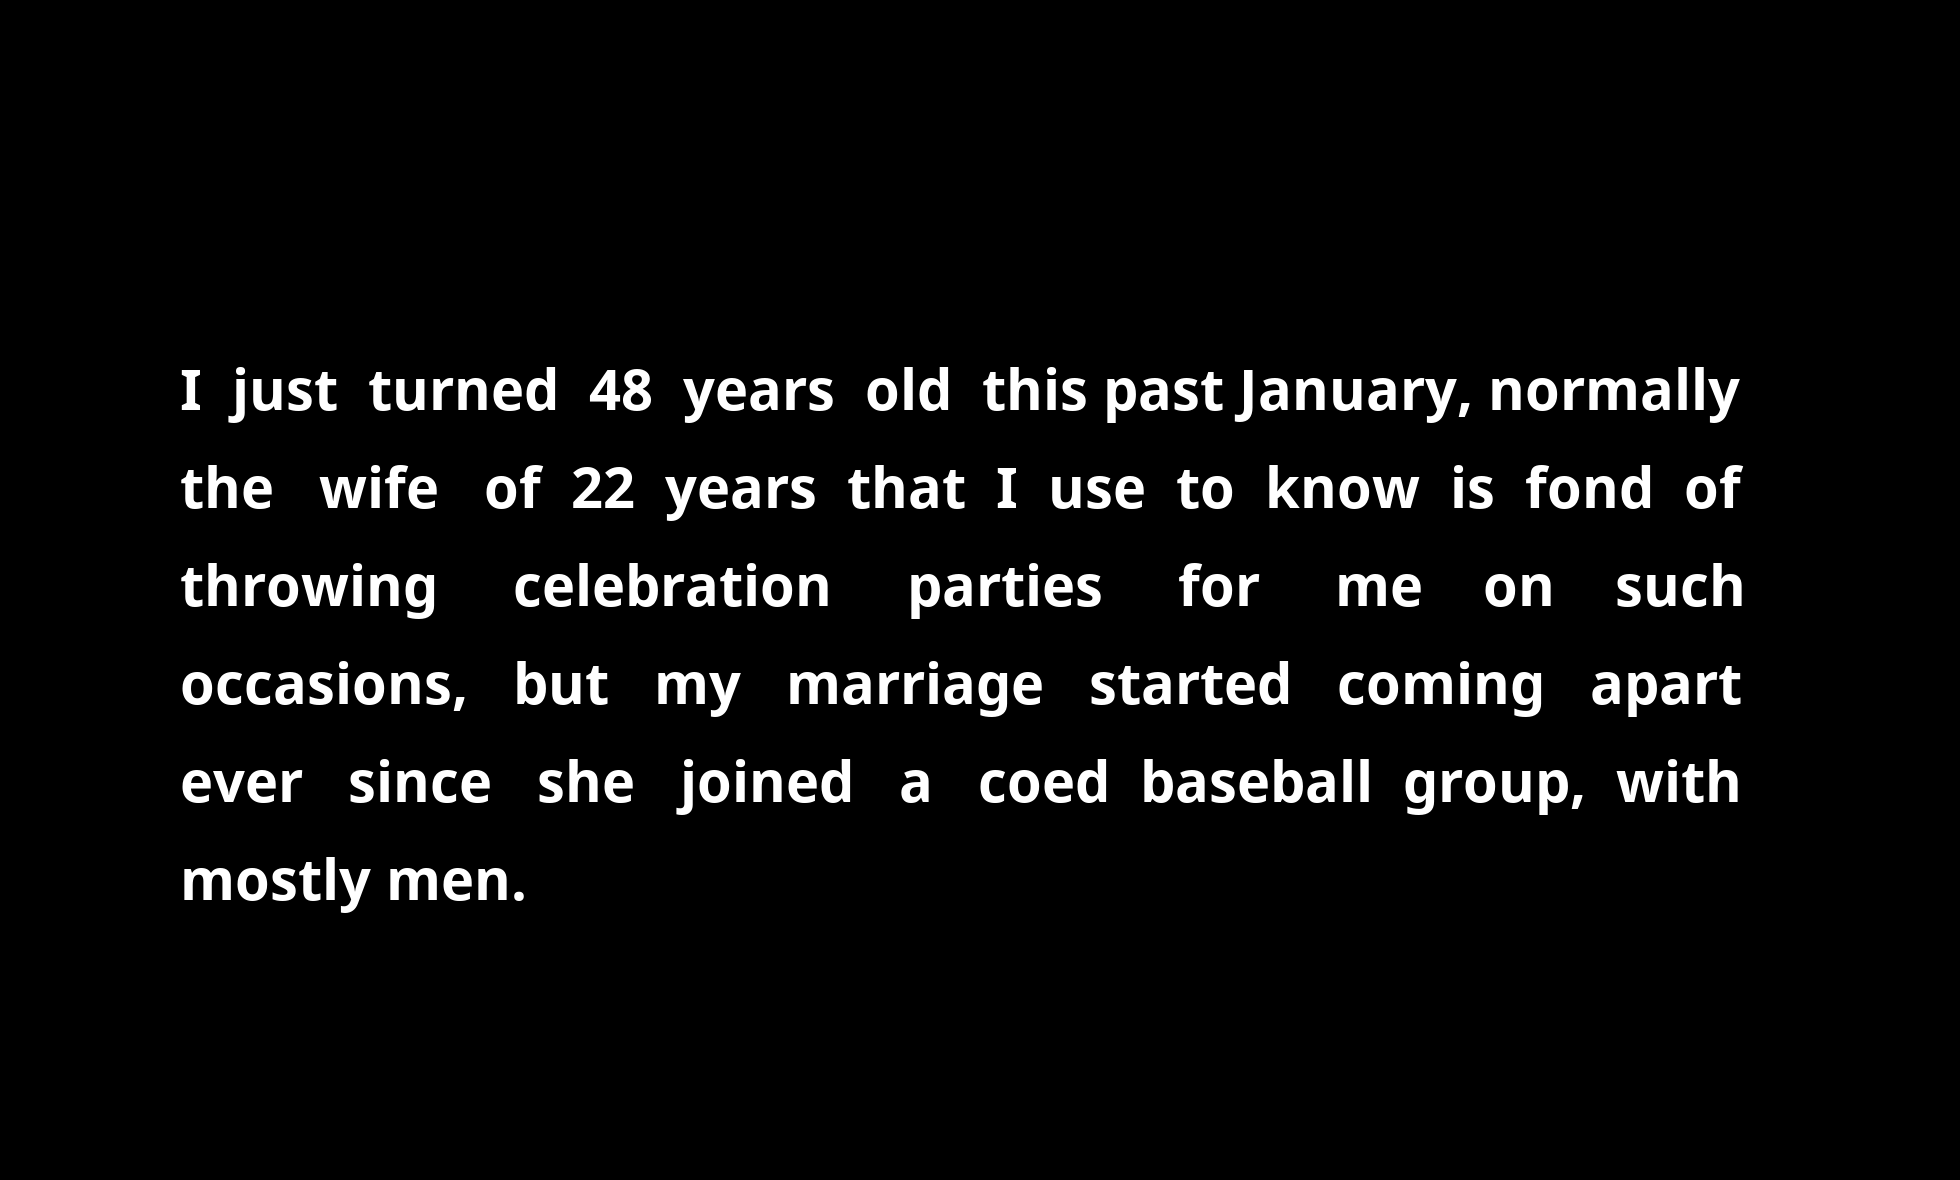 I just turned 48 years old this past January, normally
the wife of 22 years that I use to know is fond of
throwing celebration parties for me on such
occasions, but my marriage started coming apart
ever since she joined a coed baseball group, with
mostly men.